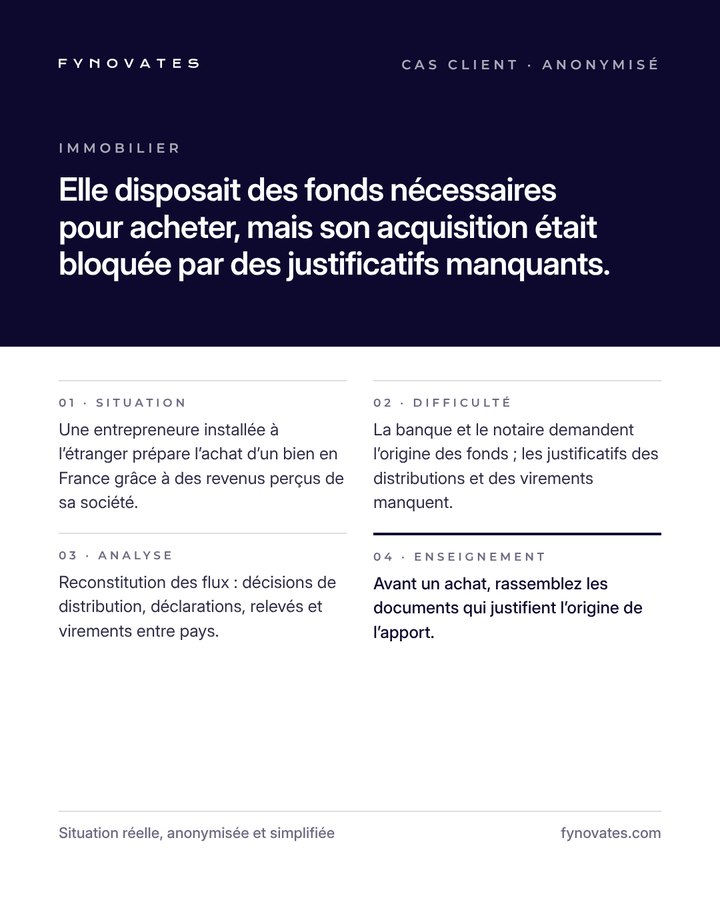 FYNOVATES
CAS CLIENT · ANONYMISÉ
IMMOBILIER
Elle disposait des fonds nécessaires
pour acheter, mais son acquisition était
bloquée par des justificatifs manquants.
01 · SITUATION
Une entrepreneure installée à
l’étranger prépare l’achat d’un bien en
France grâce à des revenus perçus de
sa société.
02 · DIFFICULTÉ
La banque et le notaire demandent
l’origine des fonds ; les justificatifs des
distributions et des virements
manquent.
03 · ANALYSE
Reconstitution des flux : décisions de
distribution, déclarations, relevés et
virements entre pays.
04 · ENSEIGNEMENT
Avant un achat, rassemblez les
documents qui justifient l’origine de
l’apport.
Situation réelle, anonymisée et simplifiée
fynovates.com